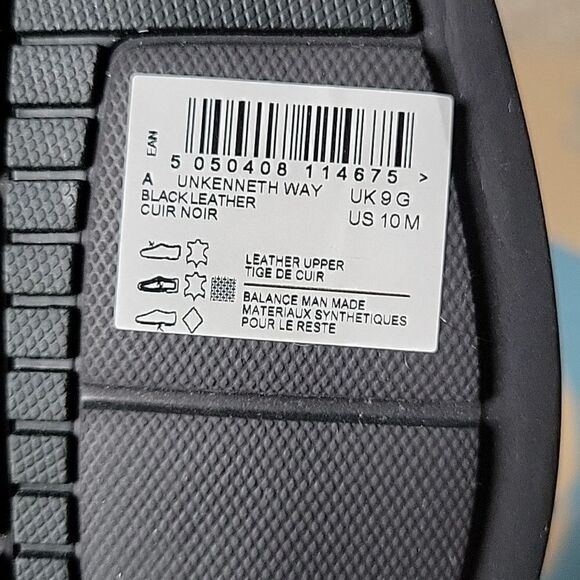 EAN
5 050408 114675 >
A UNKENNETH WAY UK 9 G
BLACK LEATHER US 10 M
CUIR NOIR
LEATHER UPPER
TIGE DE CUIR
BALANCE MAN MADE
MATERIAUX SYNTHETIQUES
POUR LE RESTE